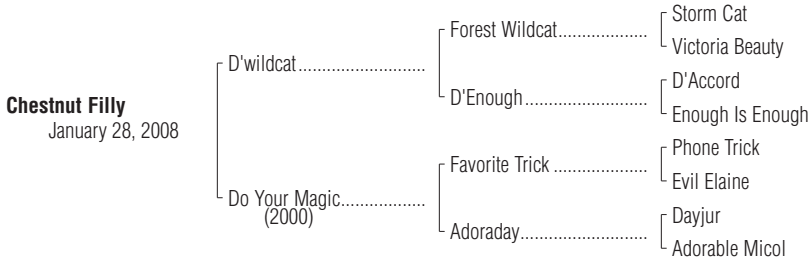 Storm Cat
Forest Wildcat....................
Victoria Beauty
D'wildcat...........................
D'Accord
D'Enough..........................
Enough Is Enough
Chestnut Filly
January 28, 2008
Phone Trick
Favorite Trick ....................
Evil Elaine
Do Your Magic..................
(2000)
Dayjur
Adoraday...........................
Adorable Micol